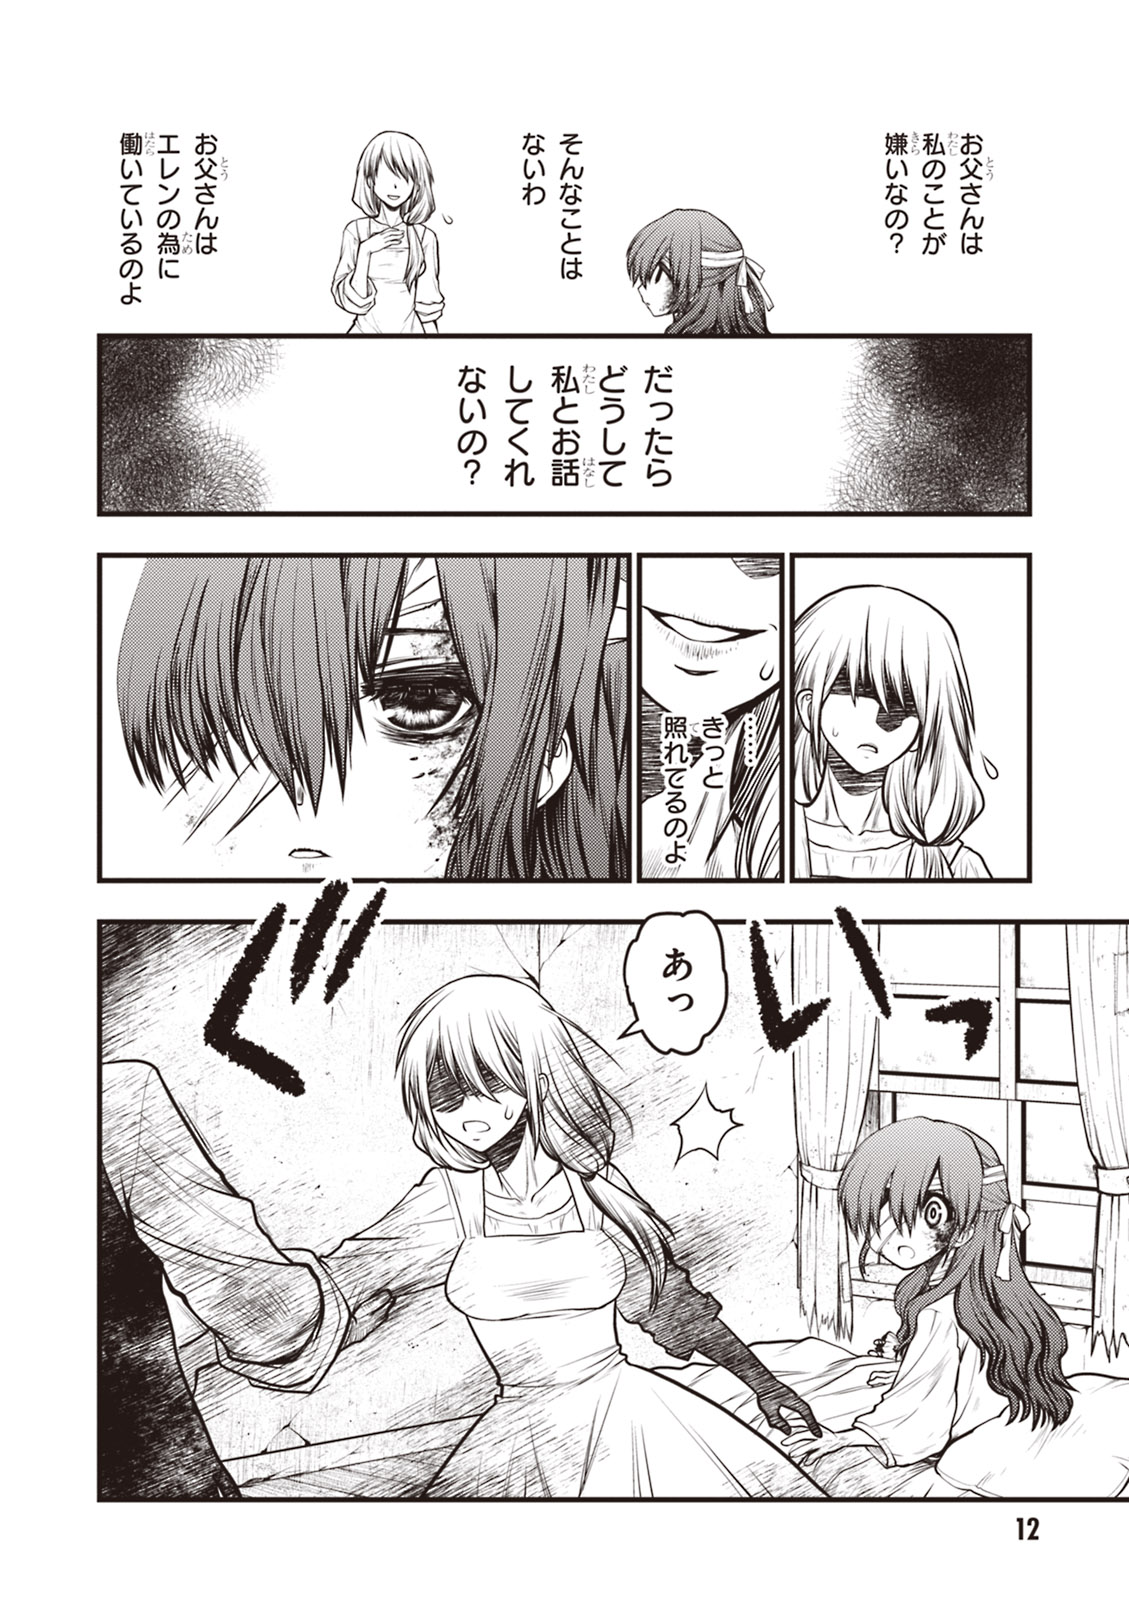 お父さんは
私のことが
嫌いなの？
そんなことは
ないわ
お父さんは
エレンの為に
働いているのよ
だったら
どうして
私とお話
してくれ
ないの？
………
きっと
照れてるのよ
ぐいっ
あっ
12